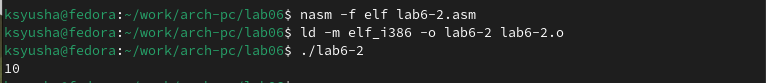 ksyusha@fedora:~/work/arch-pc/lab06$ nasm -f elf lab6-2.asm
ksyusha@fedora:~/work/arch-pc/lab06$ ld -m elf_i386 -o lab6-2 lab6-2.o
ksyusha@fedora:~/work/arch-pc/lab06$ ./lab6-2
10